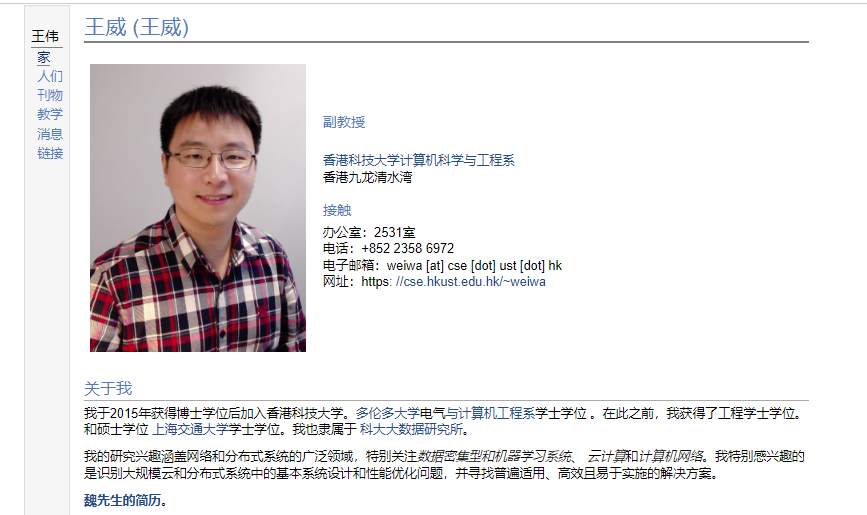 王伟
家
人们
刊物
教学
消息
链接
王威 (王威)
副教授
香港科技大学计算机科学与工程系
香港九龙清水湾
接触
办公室：2531室
电话：+852 2358 6972
电子邮箱：weiwa [at] cse [dot] ust [dot] hk
网址：https: //cse.hkust.edu.hk/~weiwa
关于我
我于2015年获得博士学位后加入香港科技大学。多伦多大学电气与计算机工程系学士学位 。在此之前，我获得了工程学士学位。
和硕士学位 上海交通大学学士学位。我也隶属于 科大大数据研究所。
我的研究兴趣涵盖网络和分布式系统的广泛领域，特别关注数据密集型和机器学习系统、 云计算和计算机网络。我特别感兴趣的
是识别大规模云和分布式系统中的基本系统设计和性能优化问题，并寻找普遍适用、高效且易于实施的解决方案。
魏先生的简历。